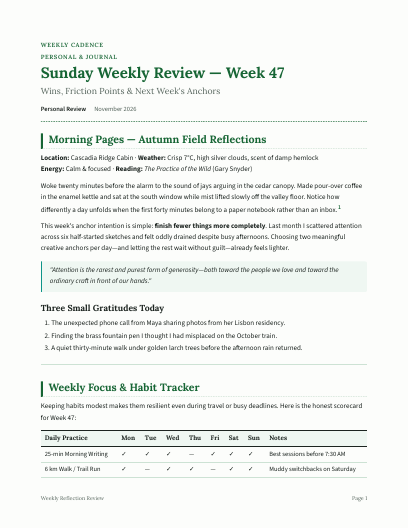 WEEKLY CADENCE
PERSONAL & JOURNAL
Sunday Weekly Review — Week 47
Wins, Friction Points & Next Week's Anchors
Personal Review November 2026
Morning Pages — Autumn Field Reflections
Location: Cascadia Ridge Cabin · Weather: Crisp 7°C, high silver clouds, scent of damp hemlock
Energy: Calm & focused · Reading: The Practice of the Wild (Gary Snyder)
Woke twenty minutes before the alarm to the sound of jays arguing in the cedar canopy. Made pour-over coffee
in the enamel kettle and sat at the south window while mist lifted slowly off the valley floor. Notice how
differently a day unfolds when the first forty minutes belong to a paper notebook rather than an inbox. 1
This week's anchor intention is simple: finish fewer things more completely. Last month I scattered attention
across six half-started sketches and felt oddly drained despite busy afternoons. Choosing two meaningful
creative anchors per day—and letting the rest wait without guilt—already feels lighter.
"Attention is the rarest and purest form of generosity—both toward the people we love and toward the
ordinary craft in front of our hands."
Three Small Gratitudes Today
1. The unexpected phone call from Maya sharing photos from her Lisbon residency.
2. Finding the brass fountain pen I thought I had misplaced on the October train.
3. A quiet thirty-minute walk under golden larch trees before the afternoon rain returned.
Weekly Focus & Habit Tracker
Keeping habits modest makes them resilient even during travel or busy deadlines. Here is the honest scorecard
for Week 47:
Daily Practice Mon Tue Wed Thu Fri Sat Sun Notes
25-min Morning Writing ✓ ✓ ✓ — ✓ ✓ ✓ Best sessions before 7:30 AM
6 km Walk / Trail Run ✓ — ✓ ✓ — ✓ ✓ Muddy switchbacks on Saturday
Weekly Reflection Review Page 1